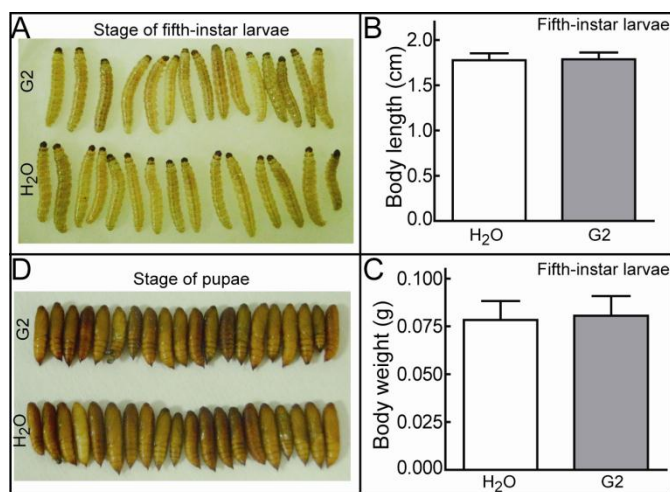 A
Stage of fifth-instar larvae
G2
H₂O
B
Fifth-instar larvae
Body length (cm)
2.0
1.5
1.0
0.5
0.0
H₂O
G2
D
Stage of pupae
G2
H₂O
C
Fifth-instar larvae
Body weight (g)
0.100
0.075
0.050
0.025
0.000
H₂O
G2